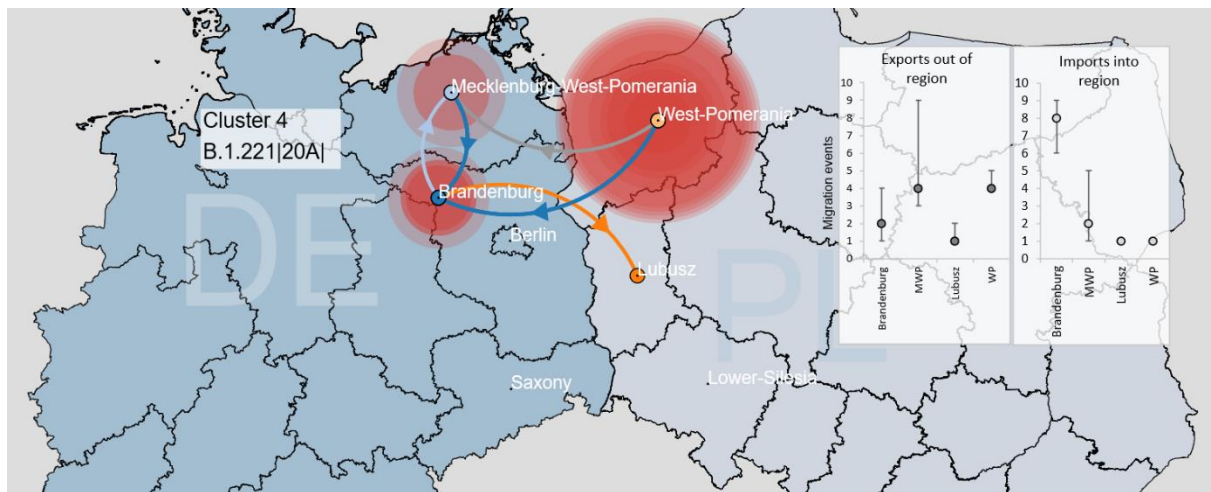 Cluster 4
B.1.221|20A|
DE
PL
Mecklenburg-West-Pomerania
West-Pomerania
Brandenburg
Berlin
Lubusz
Saxony
Lower-Silesia
Exports out of
region
Migration events
10
9
8
7
6
5
4
3
2
1
0
Brandenburg
MWP
Lubusz
WP
Imports into
region
10
9
8
7
6
5
4
3
2
1
0
Brandenburg
MWP
Lubusz
WP